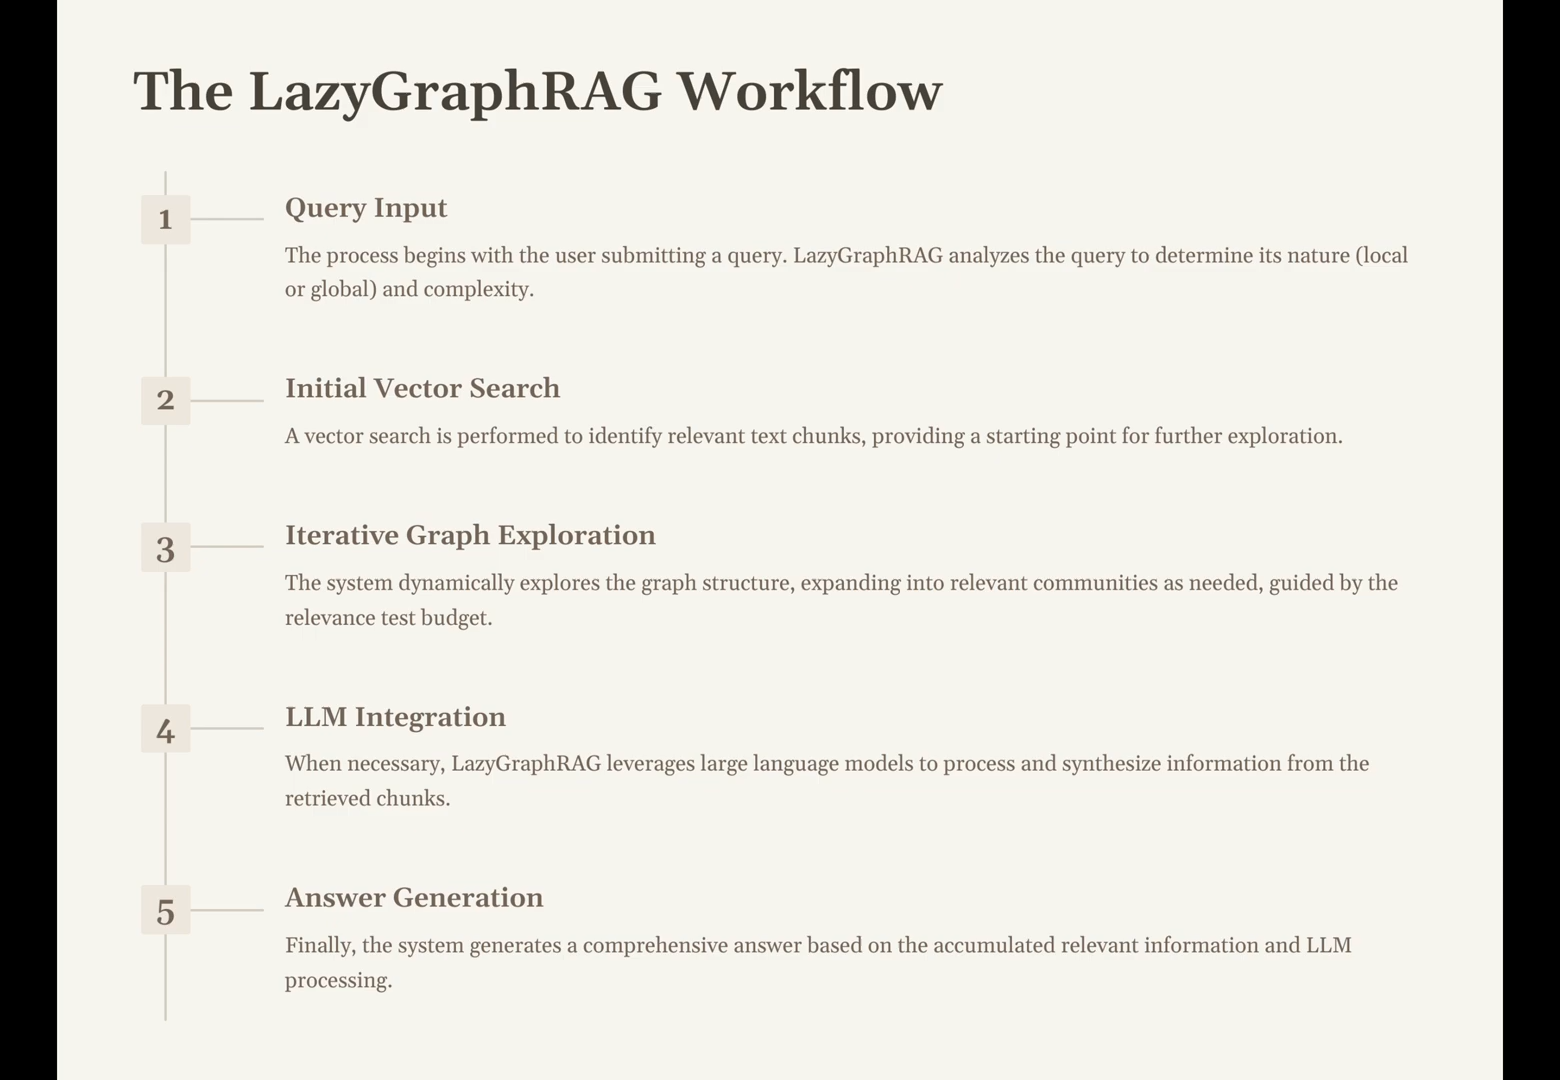 The LazyGraphRAG Workflow
1
Query Input
The process begins with the user submitting a query. LazyGraphRAG analyzes the query to determine its nature (local
or global) and complexity.
2
Initial Vector Search
A vector search is performed to identify relevant text chunks, providing a starting point for further exploration.
3
Iterative Graph Exploration
The system dynamically explores the graph structure, expanding into relevant communities as needed, guided by the
relevance test budget.
4
LLM Integration
When necessary, LazyGraphRAG leverages large language models to process and synthesize information from the
retrieved chunks.
5
Answer Generation
Finally, the system generates a comprehensive answer based on the accumulated relevant information and LLM
processing.